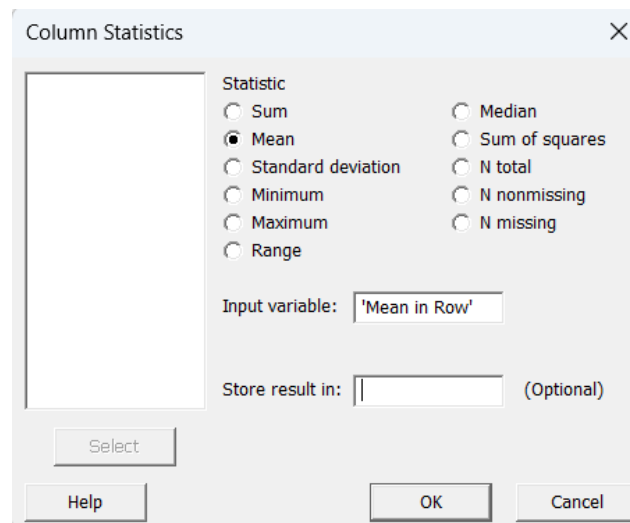 Column Statistics
Statistic
Sum
Median
Mean
Sum of squares
Standard deviation
N total
Minimum
N nonmissing
Maximum
N missing
Range
Input variable: 'Mean in Row'
Store result in: (Optional)
Select
Help
OK
Cancel